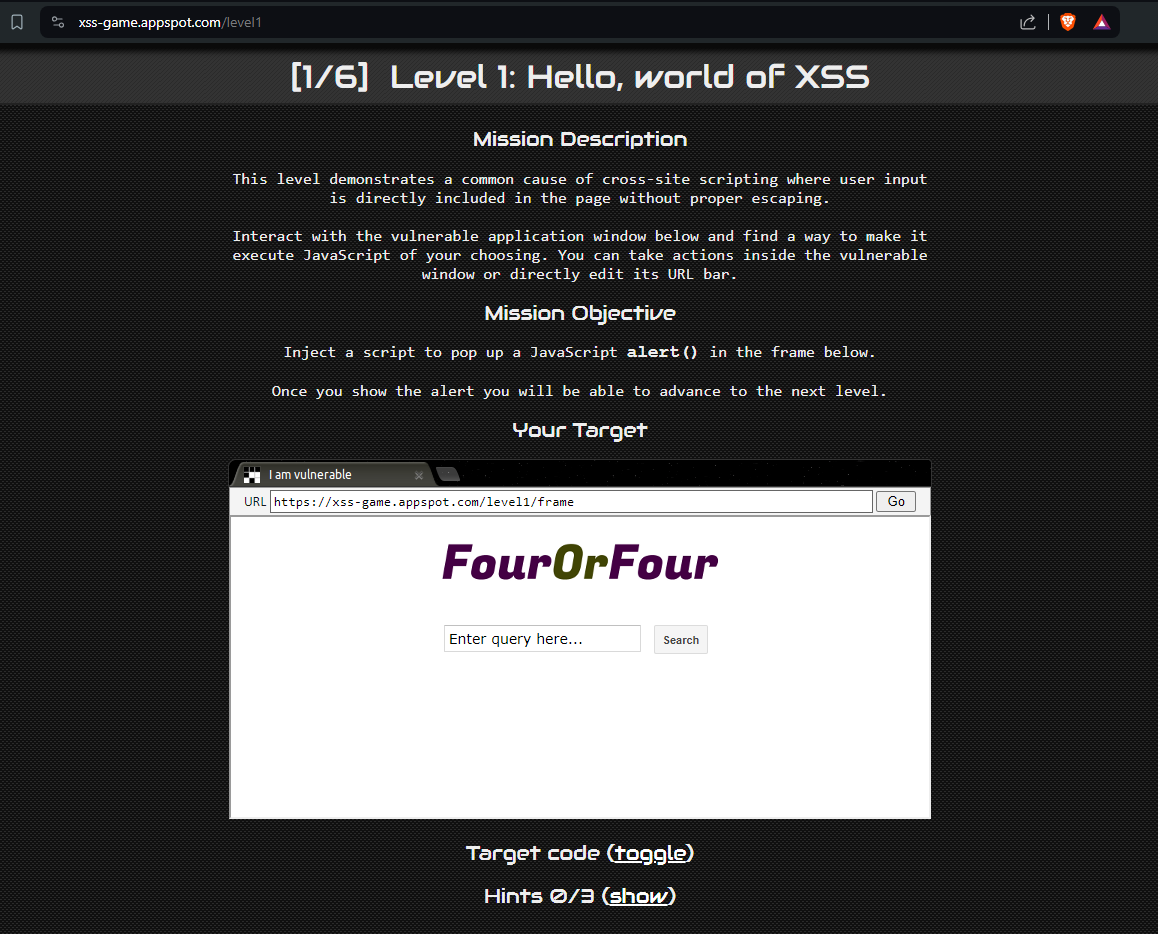 xss-game.appspot.com/level1
[1/6] Level 1: Hello, world of XSS
Mission Description
This level demonstrates a common cause of cross-site scripting where user input
is directly included in the page without proper escaping.
Interact with the vulnerable application window below and find a way to make it
execute JavaScript of your choosing. You can take actions inside the vulnerable
window or directly edit its URL bar.
Mission Objective
Inject a script to pop up a JavaScript alert() in the frame below.
Once you show the alert you will be able to advance to the next level.
Your Target
I am vulnerable
URL https://xss-game.appspot.com/level1/frame Go
FourOrFour
Enter query here... Search
Target code (toggle)
Hints 0/3 (show)